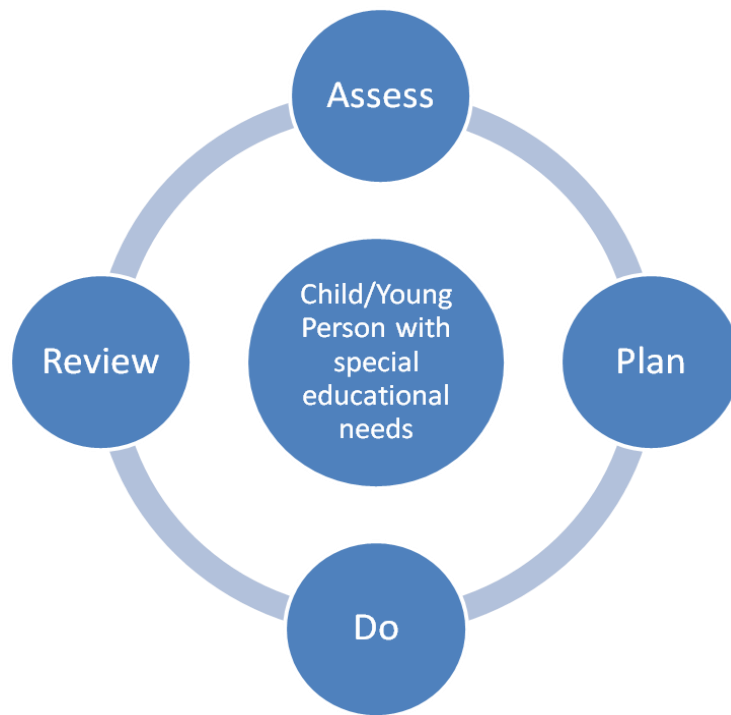 Assess
Child/Young
Person with
special
educational
needs
Review
Plan
Do